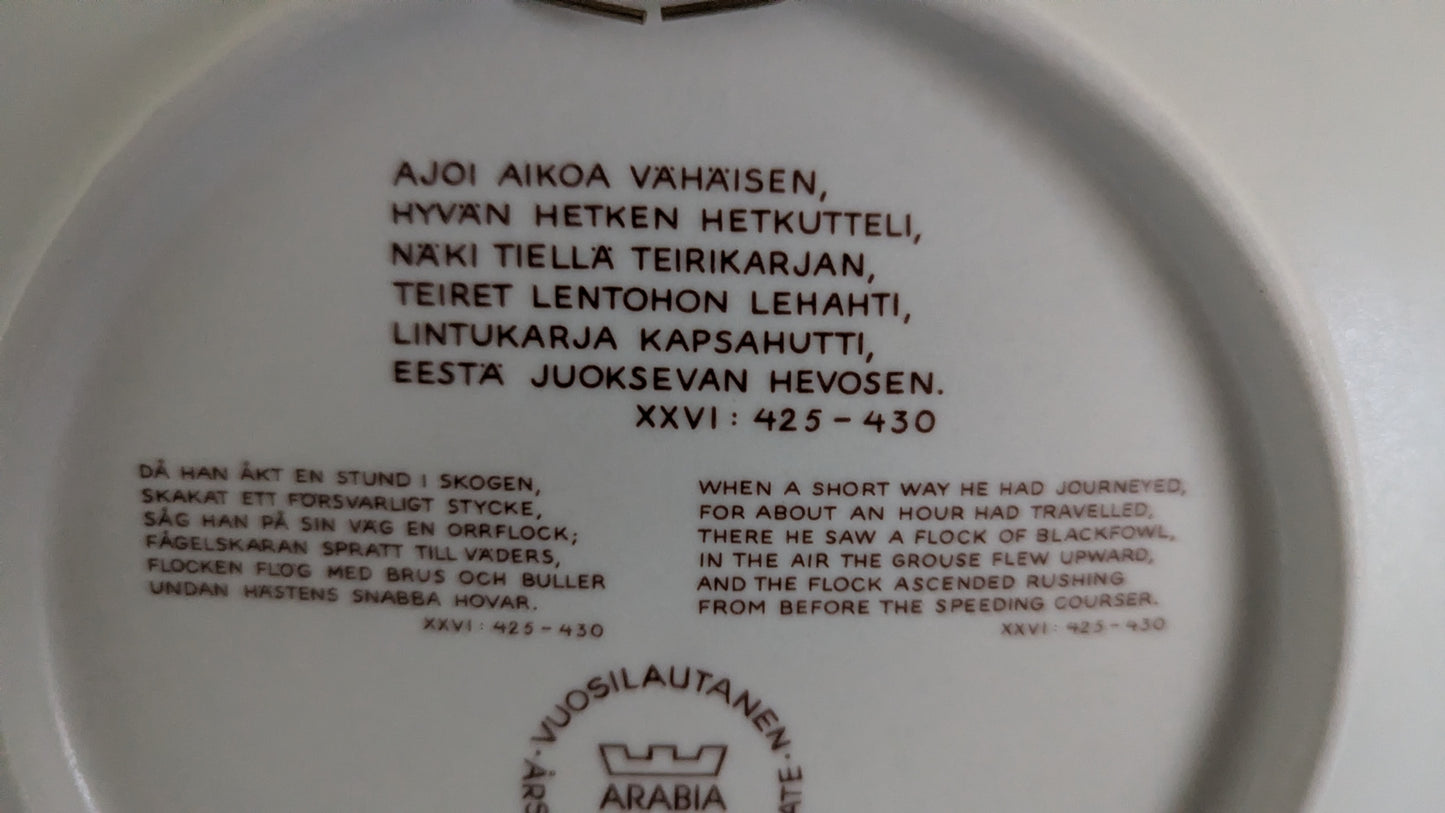 AJOI AIKOA VÄHÄISEN,
HYVÄN HETKEN HETKUTTELI,
NÄKI TIELLÄ TEIRIKARJAN,
TEIRET LENTOHON LEHAHTI,
LINTUKARJA KAPSAHUTTI,
EESTÄ JUOKSEVAN HEVOSEN.
XXVI: 425-430
DÅ HAN ÅKT EN STUND I SKOGEN,
SKAKAT ETT FÖRSVARLIGT STYCKE,
SÅG HAN PÅ SIN VÄG EN ORRFLOCK;
FÅGELSKARAN SPRATT TILL VÄDERS,
FLOCKEN FLÖG MED BRUS OCH BULLER
UNDAN HÄSTENS SNABBA HOVAR.
XXVI: 425-430
WHEN A SHORT WAY HE HAD JOURNEYED,
FOR ABOUT AN HOUR HAD TRAVELLED,
THERE HE SAW A FLOCK OF BLACKFOWL,
IN THE AIR THE GROUSE FLEW UPWARD,
AND THE FLOCK ASCENDED RUSHING
FROM BEFORE THE SPEEDING COURSER.
XXVI: 425-430
· VUOSILAUTANEN ·
ARABIA